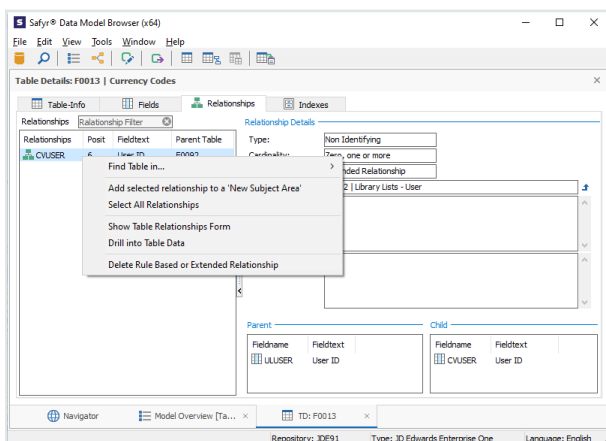 Safyr® Data Model Browser (x64)
File Edit View Tools Window Help
Table Details: F0013 | Currency Codes
Table-Info Fields Relationships Indexes
Relationships Relationship Filter Relationship Details
Relationships Posit Fieldtext Parent Table
CVUSER 6 User ID F0092
Type: Non Identifying
Cardinality: Zero, one or more
nded Relationship
2 | Library Lists - User
Find Table in...
Add selected relationship to a 'New Subject Area'
Select All Relationships
Show Table Relationships Form
Drill into Table Data
Delete Rule Based or Extended Relationship
Parent Child
Fieldname Fieldtext Fieldname Fieldtext
ULUSER User ID CVUSER User ID
Navigator Model Overview [Ta... TD: F0013
Repository: JDE91 Type: JD Edwards Enterprise One Language: English